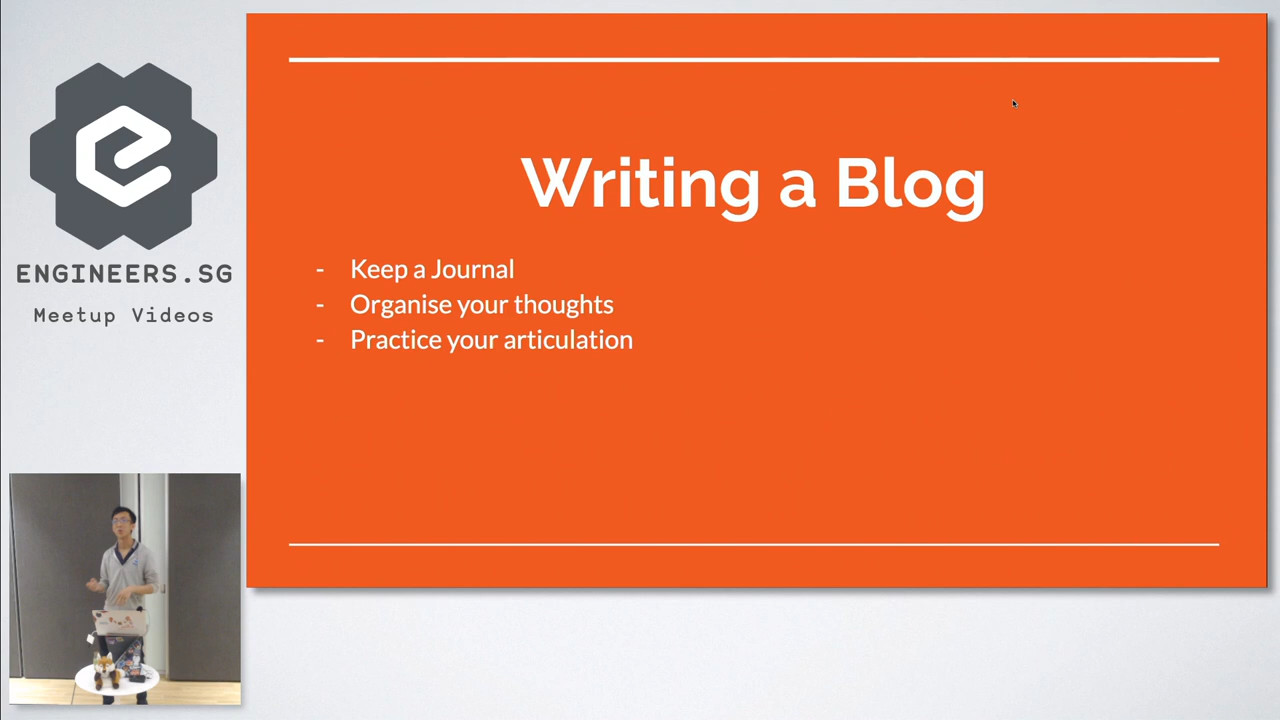 ENGINEERS.SG
Meetup Videos
Writing a Blog
- Keep a Journal
- Organise your thoughts
- Practice your articulation